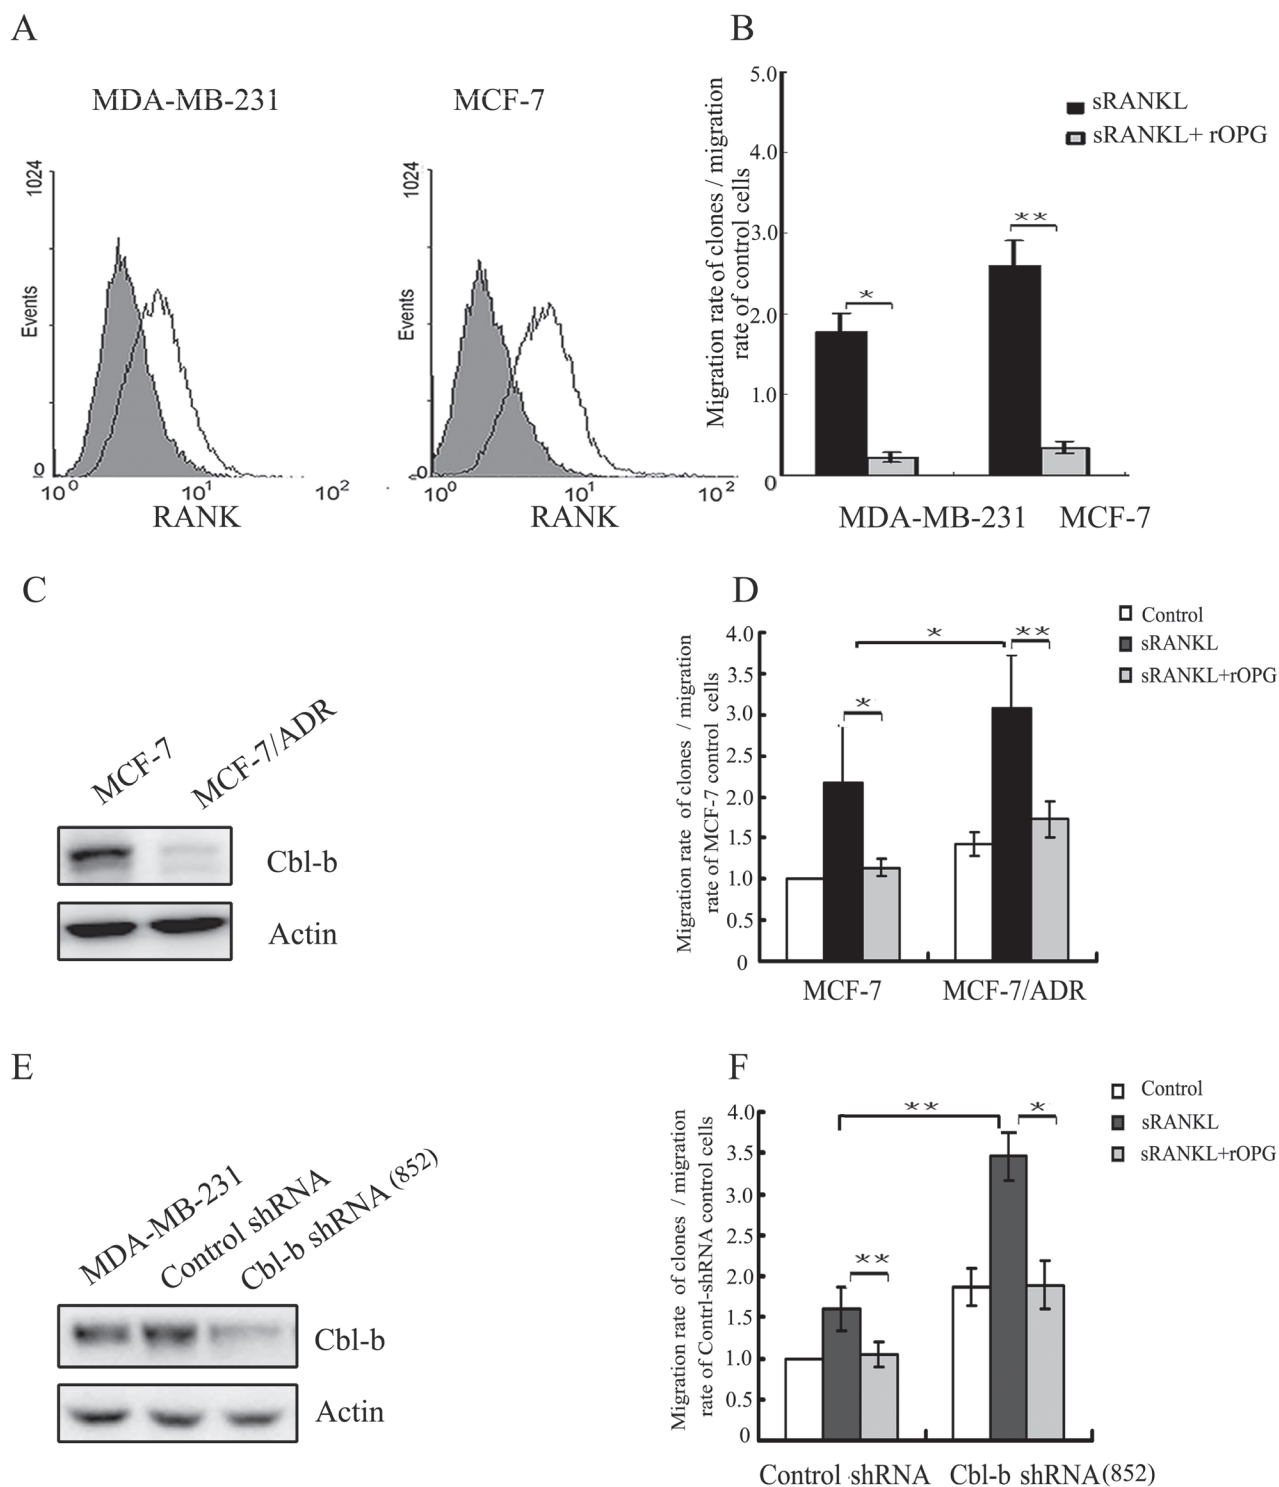 A
MDA-MB-231
MCF-7
1024
Events
0
10⁰
10¹
10²
RANK
1024
Events
0
10⁰
10¹
10²
RANK
B
Migration rate of clones / migration
rate of control cells
5.0
4.0
3.0
2.0
1.0
0
sRANKL
sRANKL+ rOPG
*
**
MDA-MB-231
MCF-7
C
MCF-7
MCF-7/ADR
Cbl-b
Actin
D
Migration rate of clones / migration
rate of MCF-7 control cells
4.0
3.5
3.0
2.5
2.0
1.5
1.0
0.5
0
Control
sRANKL
sRANKL+rOPG
*
*
**
MCF-7
MCF-7/ADR
E
MDA-MB-231
Control shRNA
Cbl-b shRNA (852)
Cbl-b
Actin
F
Migration rate of clones / migration
rate of Contrl-shRNA control cells
4.0
3.5
3.0
2.5
2.0
1.5
1.0
0.5
0
Control
sRANKL
sRANKL+rOPG
**
**
*
Control shRNA
Cbl-b shRNA(852)